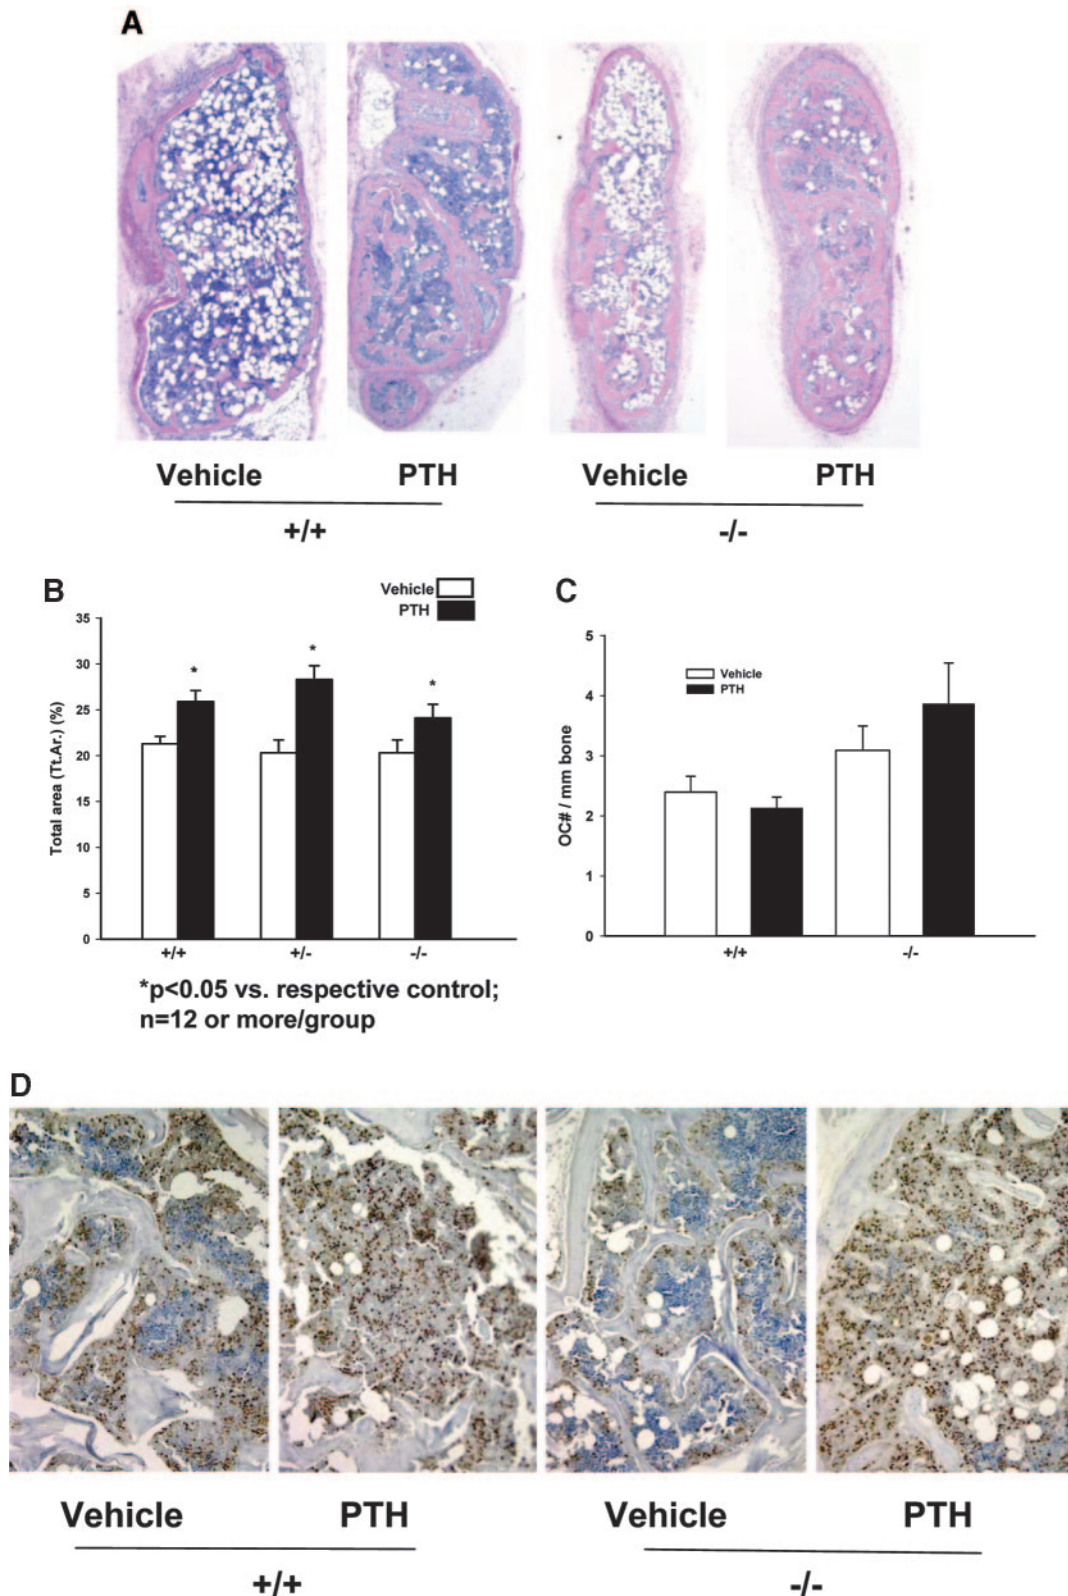 A
Vehicle PTH Vehicle PTH
+/+ -/-
B
Vehicle
PTH
Total area (Tt.Ar.) (%)
35
30
25
20
15
10
5
0
* * *
+/+ +/- -/-
*p<0.05 vs. respective control;
n=12 or more/group
C
Vehicle
PTH
OC# / mm bone
5
4
3
2
1
0
+/+ -/-
D
Vehicle PTH Vehicle PTH
+/+ -/-